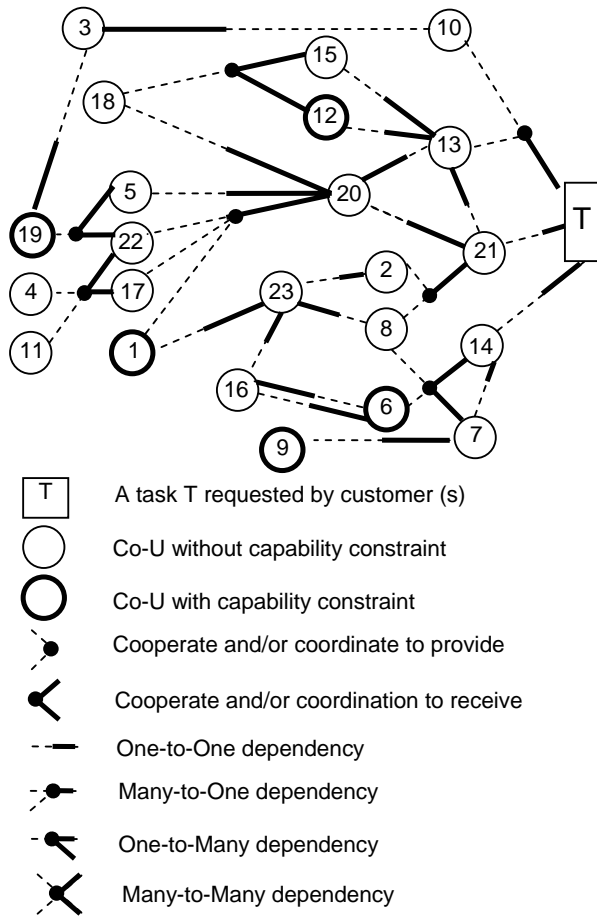 3
10
15
18
12
13
5
20
T
19
22
21
2
4
17
23
8
11
1
14
16
6
7
9
T
A task T requested by customer (s)
Co-U without capability constraint
Co-U with capability constraint
Cooperate and/or coordinate to provide
Cooperate and/or coordination to receive
One-to-One dependency
Many-to-One dependency
One-to-Many dependency
Many-to-Many dependency